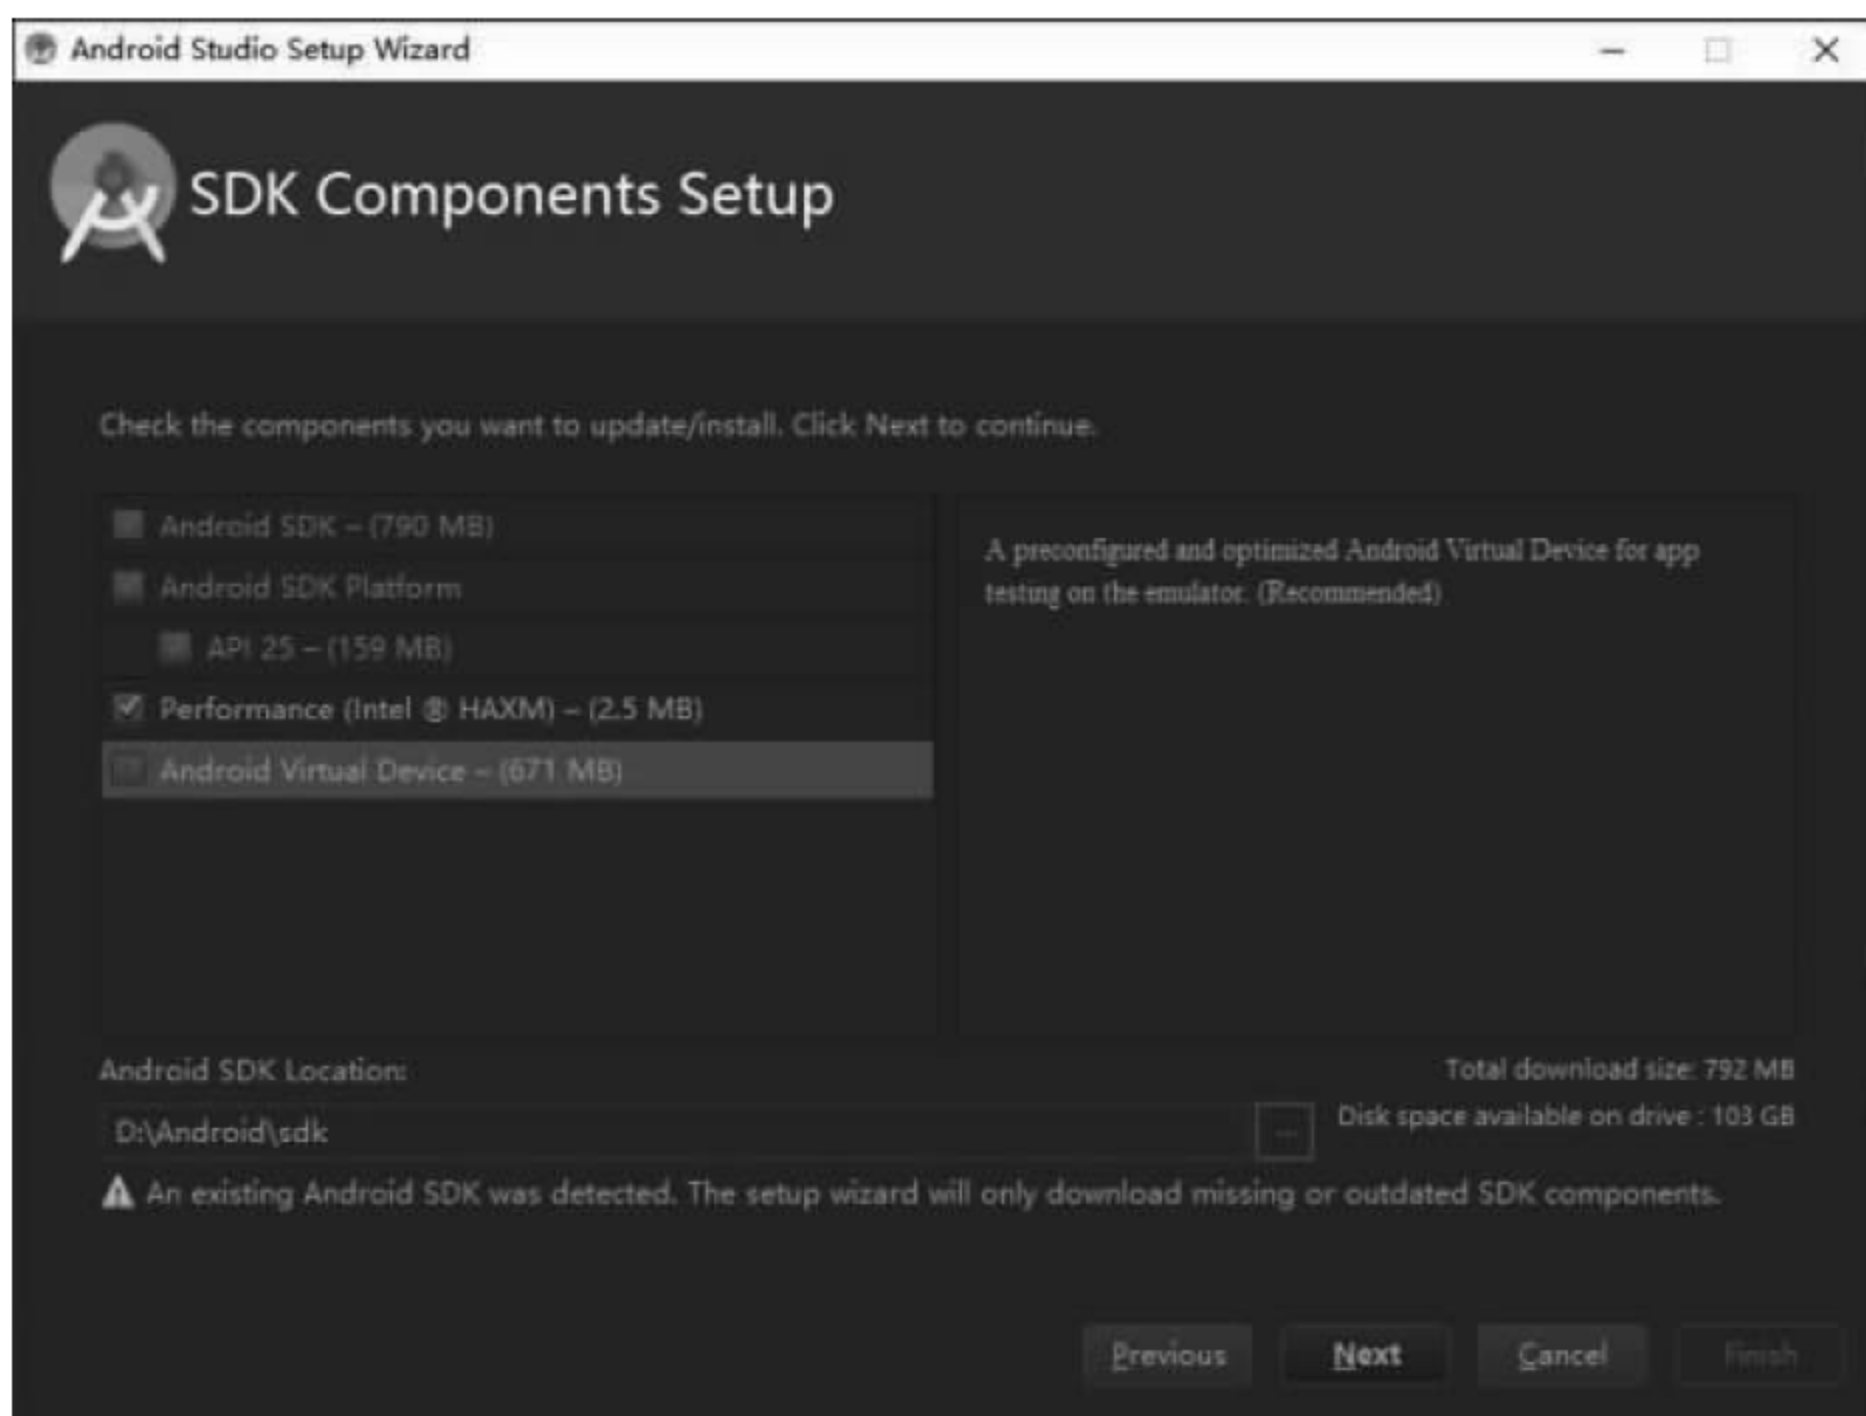 Android Studio Setup Wizard
SDK Components Setup
Check the components you want to update/install. Click Next to continue.
Android SDK – (790 MB)
Android SDK Platform
API 25 – (159 MB)
Performance (Intel ® HAXM) – (2.5 MB)
Android Virtual Device – (671 MB)
A preconfigured and optimized Android Virtual Device for app
testing on the emulator. (Recommended)
Android SDK Location:
Total download size: 792 MB
D:\Android\sdk
...
Disk space available on drive : 103 GB
An existing Android SDK was detected. The setup wizard will only download missing or outdated SDK components.
Previous
Next
Cancel
Finish